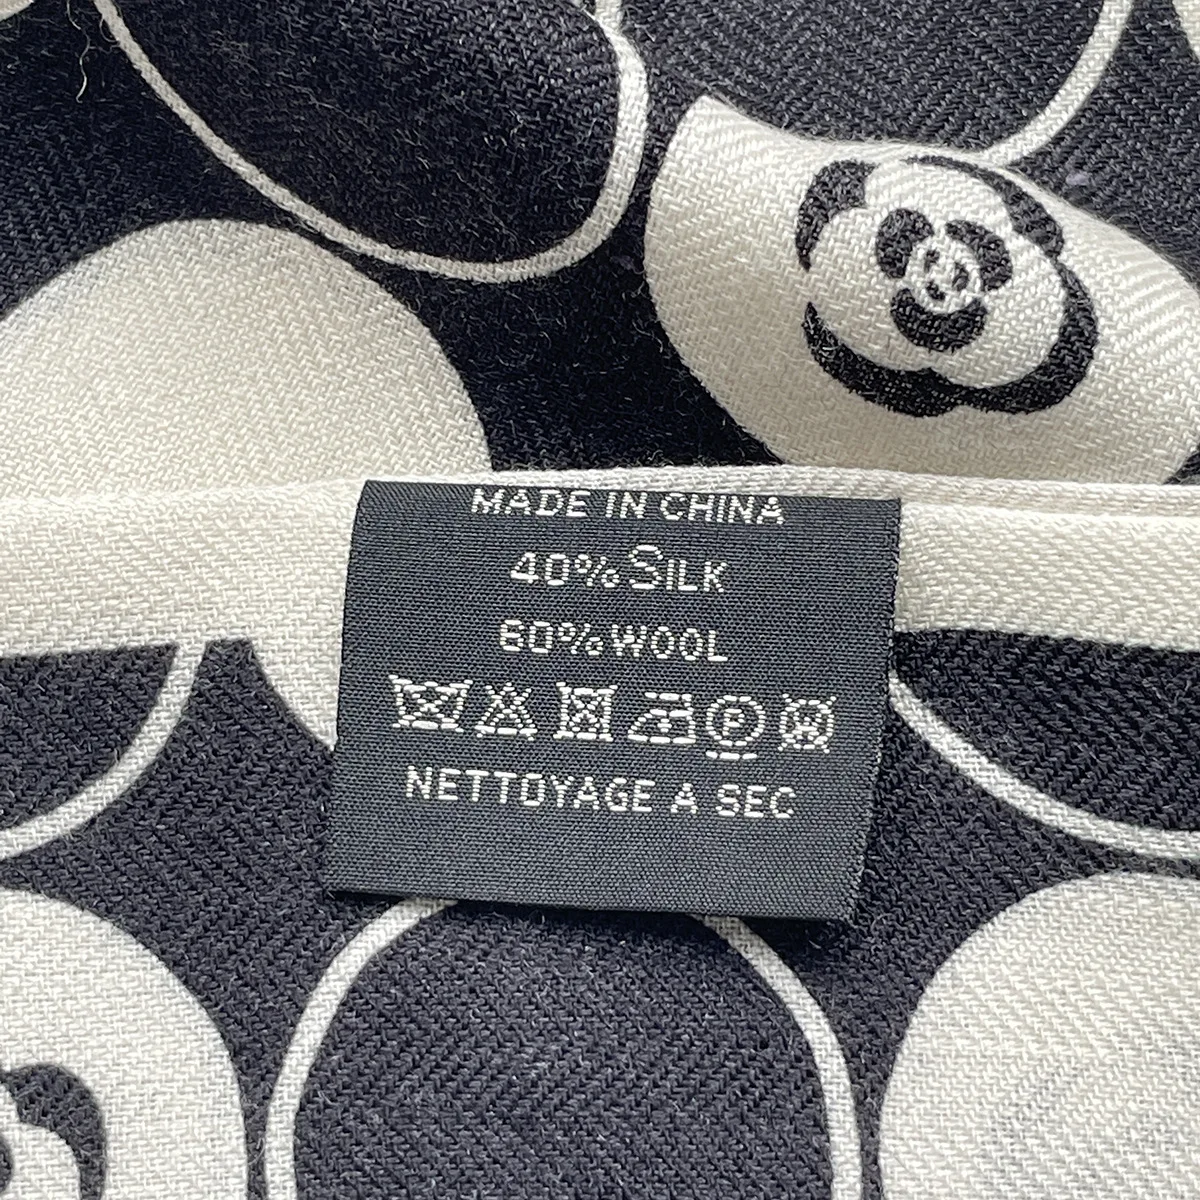 MADE IN CHINA
40% SILK
60% WOOL
F W
NETTOYAGE A SEC